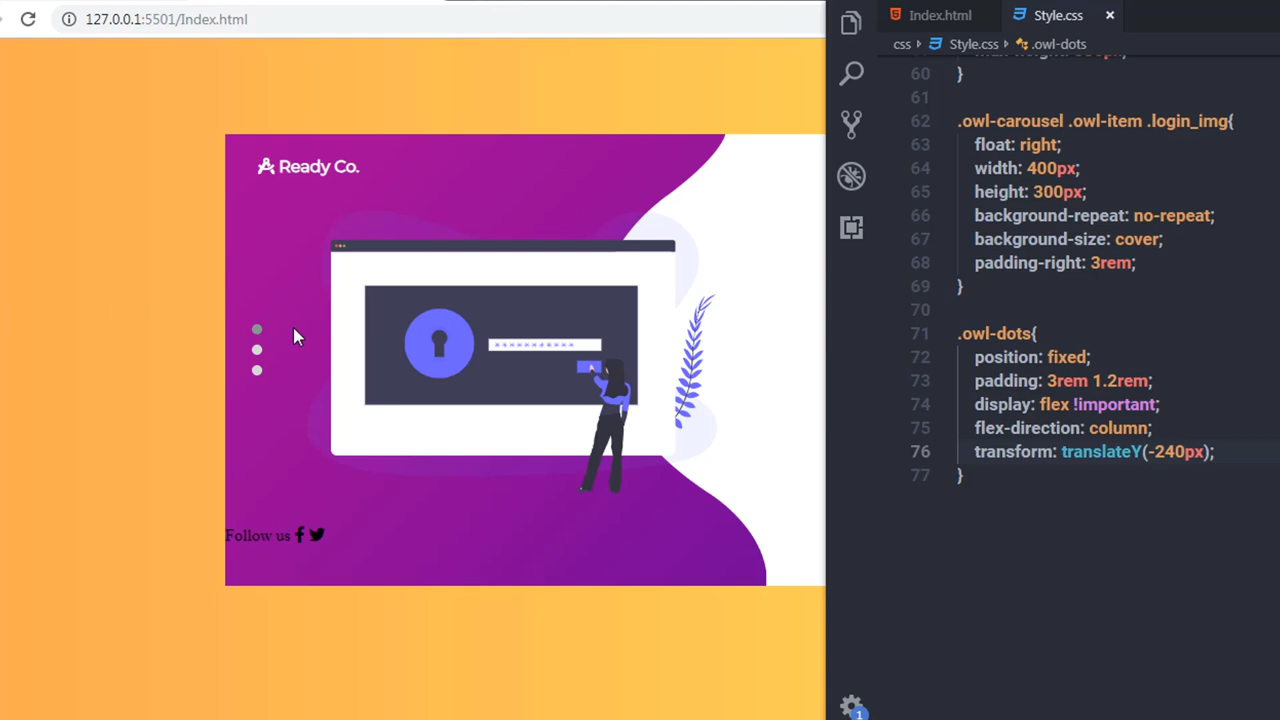 127.0.0.1:5501/Index.html
Ready Co.
* * * * * * * * * *
Follow us
Index.html
Style.css ×
css Style.css .owl-dots
60 }
61
62 .owl-carousel .owl-item .login_img{
63 float: right;
64 width: 400px;
65 height: 300px;
66 background-repeat: no-repeat;
67 background-size: cover;
68 padding-right: 3rem;
69 }
70
71 .owl-dots{
72 position: fixed;
73 padding: 3rem 1.2rem;
74 display: flex !important;
75 flex-direction: column;
76 transform: translateY(-240px);
77 }
1